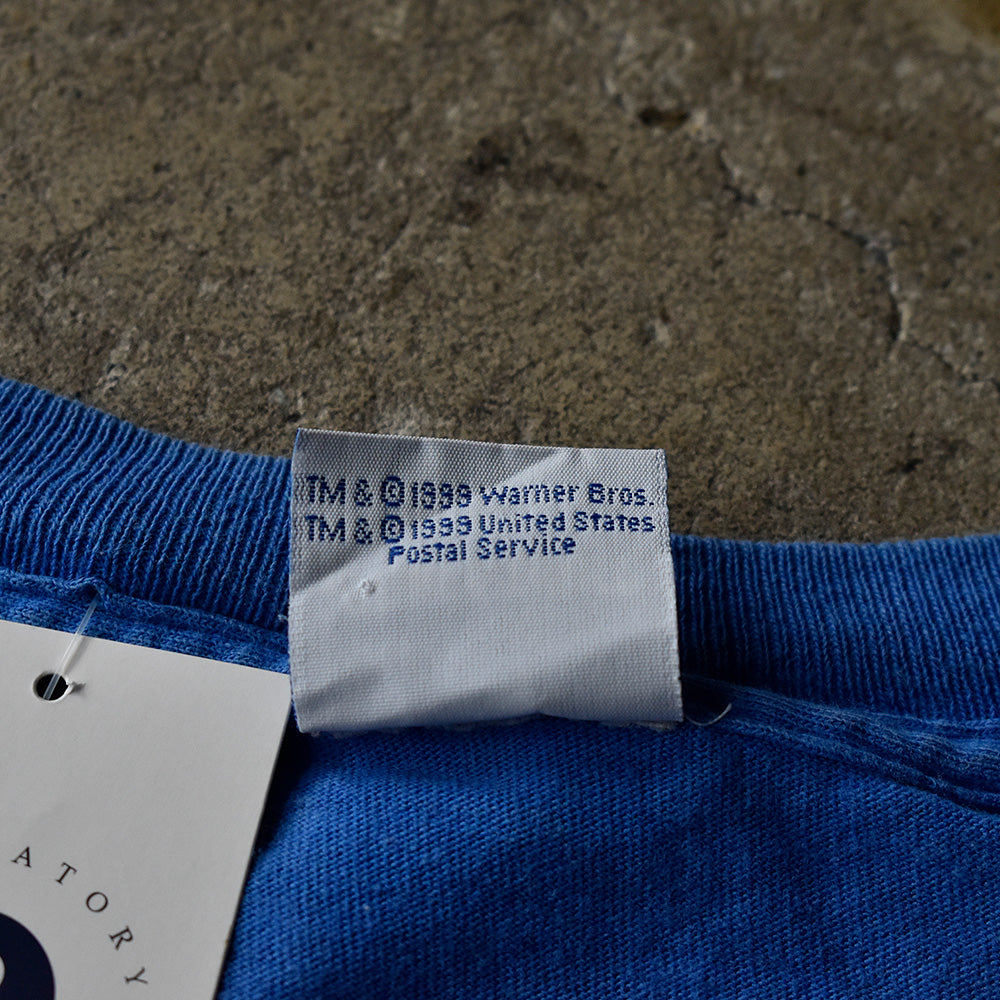 TM & © 1999 Warner Bros.
TM & © 1999 United States
Postal Service
ATORY